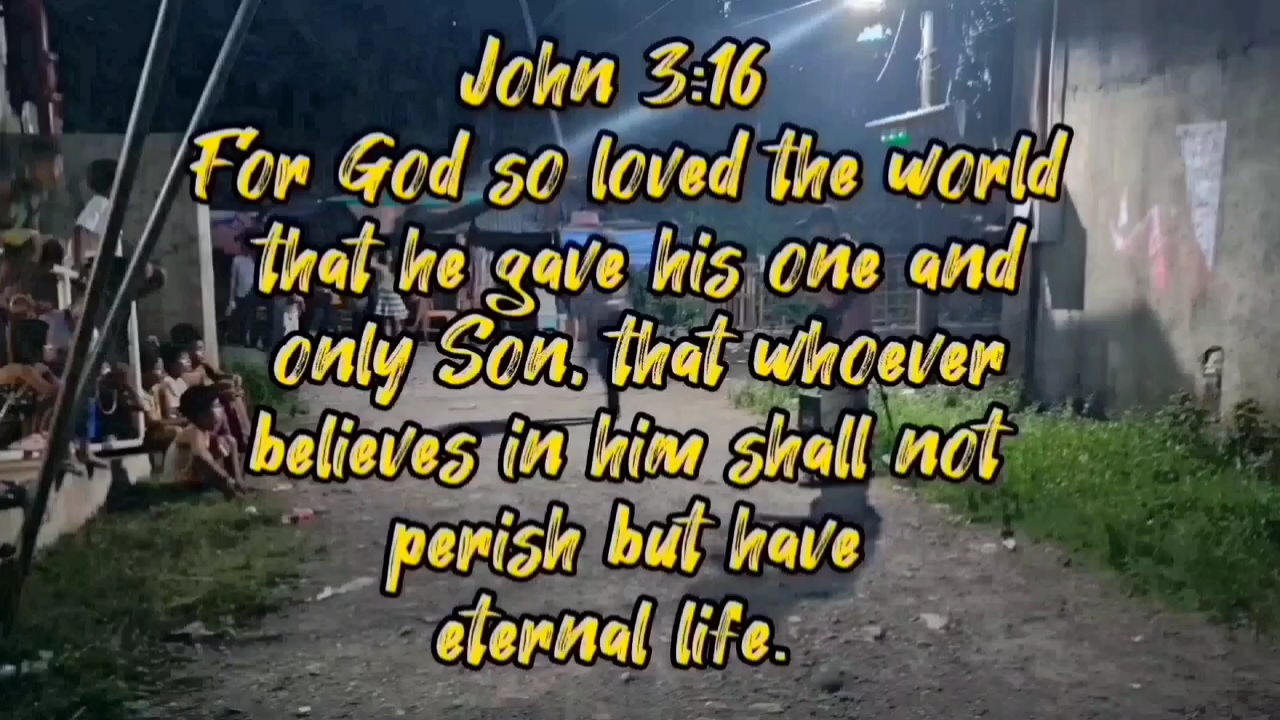 John 3:16
For God so loved the world
that he gave his one and
only Son, that whoever
believes in him shall not
perish but have
eternal life.